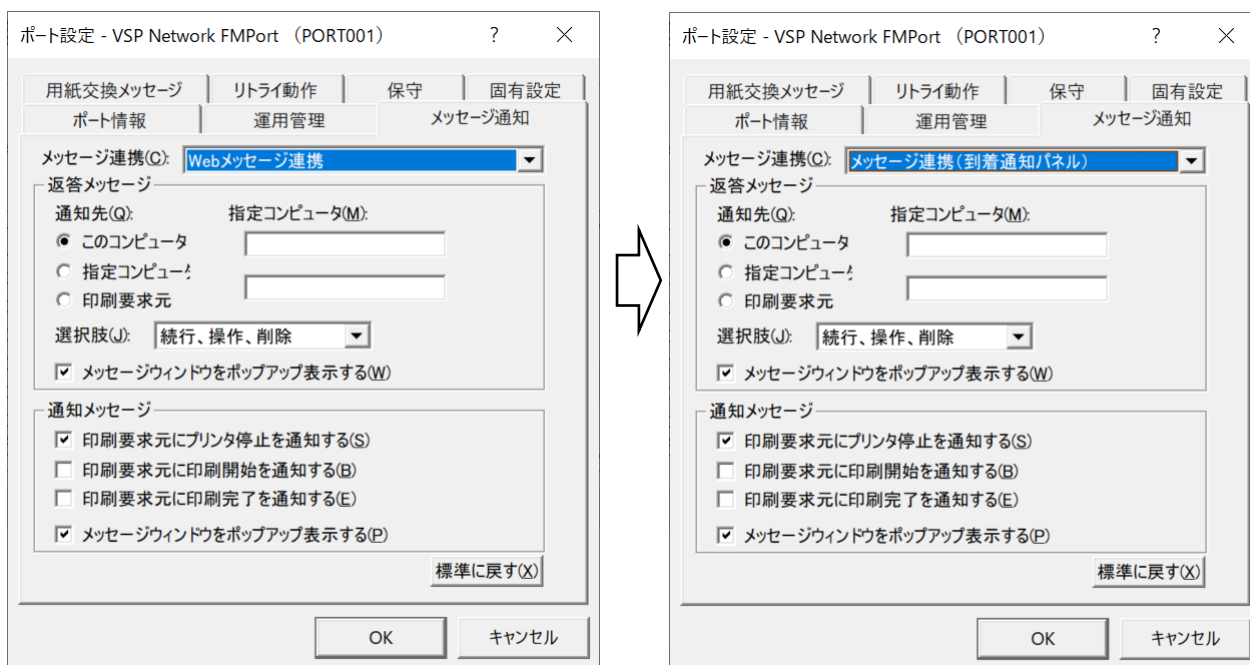 ポート設定 - VSP Network FMPort （PORT001）
用紙交換メッセージ リトライ動作 保守 固有設定
ポート情報 運用管理 メッセージ通知
メッセージ連携(C): Webメッセージ連携
返答メッセージ
通知先(Q): 指定コンピュータ(M):
このコンピュータ
指定コンピュータ
印刷要求元
選択肢(J): 続行、操作、削除
メッセージウィンドウをポップアップ表示する(W)
通知メッセージ
印刷要求元にプリンタ停止を通知する(S)
印刷要求元に印刷開始を通知する(B)
印刷要求元に印刷完了を通知する(E)
メッセージウィンドウをポップアップ表示する(P)
標準に戻す(X)
OK キャンセル
ポート設定 - VSP Network FMPort （PORT001）
用紙交換メッセージ リトライ動作 保守 固有設定
ポート情報 運用管理 メッセージ通知
メッセージ連携(C): メッセージ連携(到着通知パネル)
返答メッセージ
通知先(Q): 指定コンピュータ(M):
このコンピュータ
指定コンピュータ
印刷要求元
選択肢(J): 続行、操作、削除
メッセージウィンドウをポップアップ表示する(W)
通知メッセージ
印刷要求元にプリンタ停止を通知する(S)
印刷要求元に印刷開始を通知する(B)
印刷要求元に印刷完了を通知する(E)
メッセージウィンドウをポップアップ表示する(P)
標準に戻す(X)
OK キャンセル